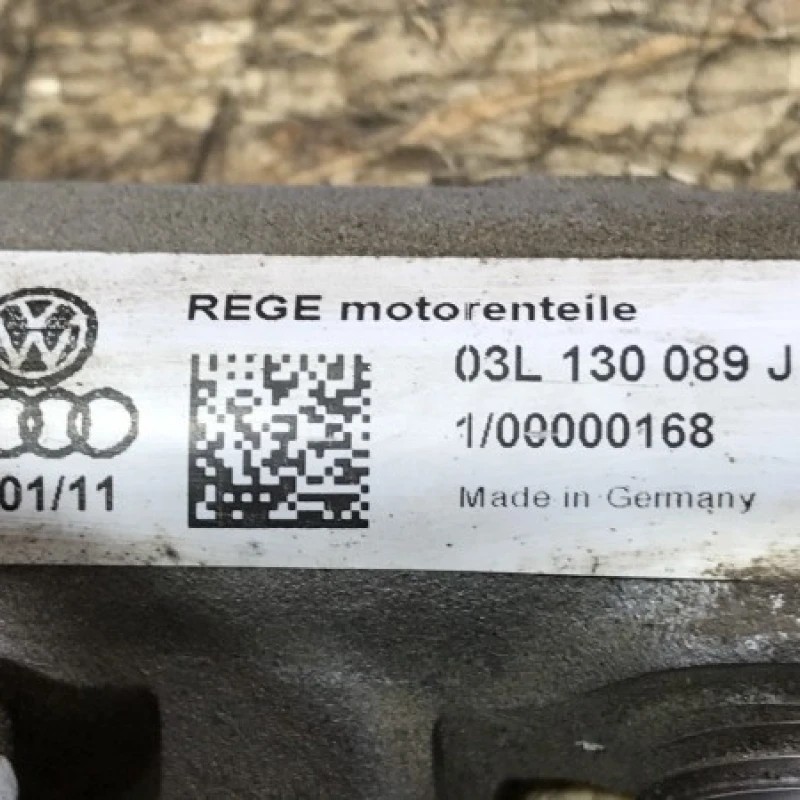 REGE motorenteile
03L 130 089 J
1/00000168
01/11
Made in Germany